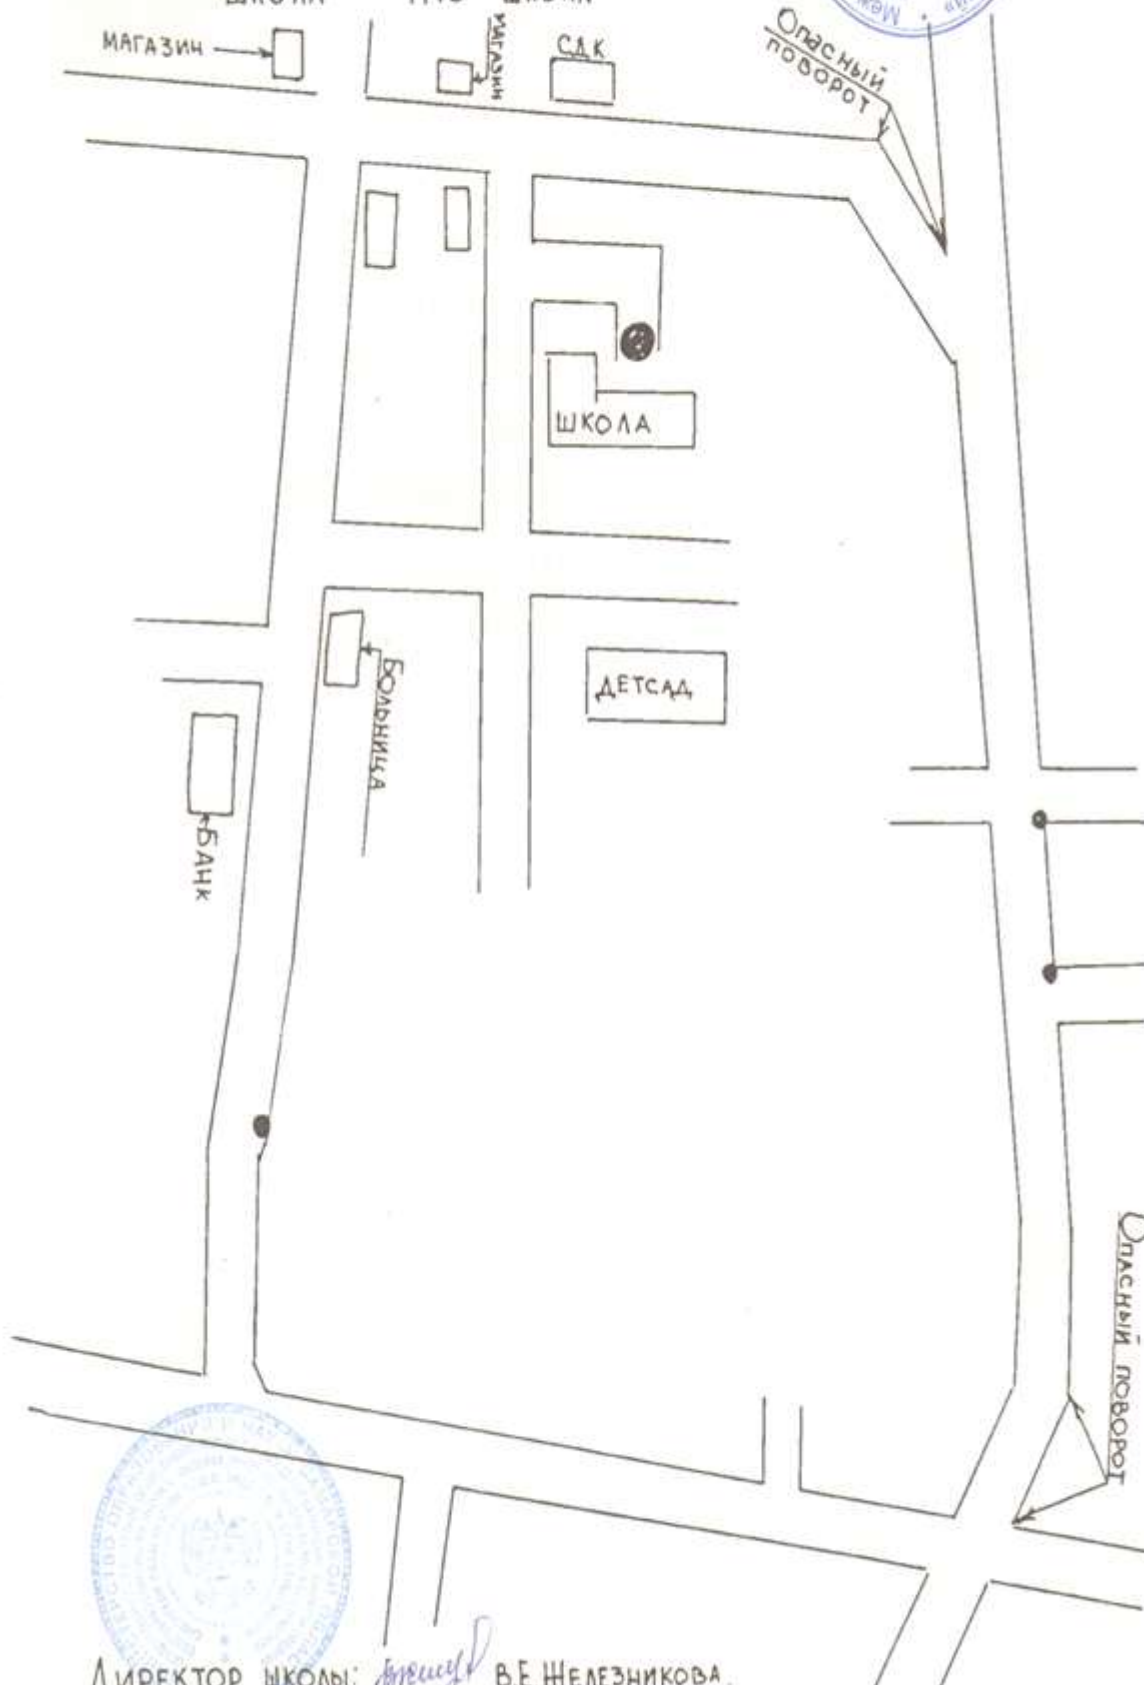 МАГАЗИН
МАГАЗИН
СДК
Опасный
поворот
ШКОЛА
ДЕТСАД
БОЛЬНИЦА
БАНК
Опасный поворот
ДИРЕКТОР ШКОЛЫ: В.Е ЖЕЛЕЗНИКОВА.